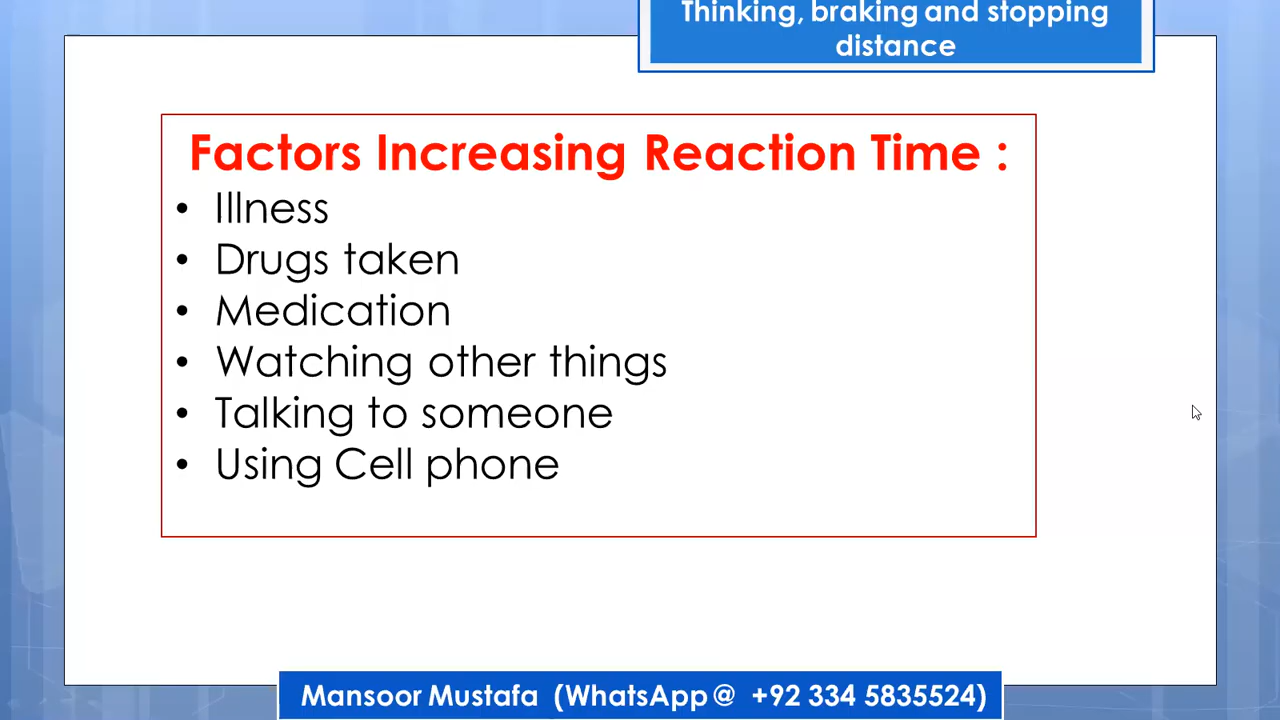 Thinking, braking and stopping
distance
Factors Increasing Reaction Time :
• Illness
• Drugs taken
• Medication
• Watching other things
• Talking to someone
• Using Cell phone
Mansoor Mustafa (WhatsApp@ +92 334 5835524)